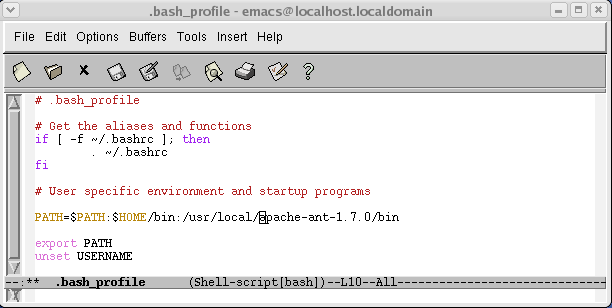 .bash_profile - emacs@localhost.localdomain
File Edit Options Buffers Tools Insert Help
# .bash_profile
# Get the aliases and functions
if [ -f ~/.bashrc ]; then
        . ~/.bashrc
fi
# User specific environment and startup programs
PATH=$PATH:$HOME/bin:/usr/local/apache-ant-1.7.0/bin
export PATH
unset USERNAME
--:**  .bash_profile      (Shell-script[bash])--L10--All-----------------------------